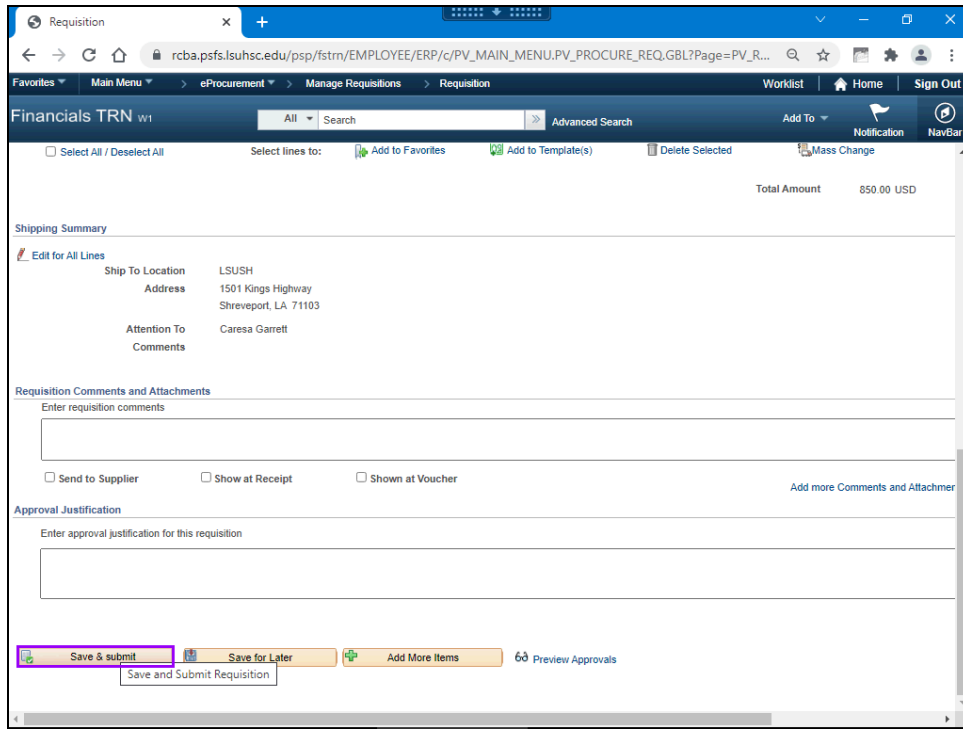 Requisition
rcba.psfs.lsuhsc.edu/psp/fstrn/EMPLOYEE/ERP/c/PV_MAIN_MENU.PV_PROCURE_REQ.GBL?Page=PV_R...
Favorites Main Menu > eProcurement > Manage Requisitions > Requisition Worklist Home Sign Out
Financials TRN W1 All Search Advanced Search Add To Notification NavBar
Select All / Deselect All Select lines to: Add to Favorites Add to Template(s) Delete Selected Mass Change
Total Amount 850.00 USD
Shipping Summary
Edit for All Lines
Ship To Location LSUSH
Address 1501 Kings Highway
Shreveport, LA 71103
Attention To Caresa Garrett
Comments
Requisition Comments and Attachments
Enter requisition comments
Send to Supplier Show at Receipt Shown at Voucher
Add more Comments and Attachmen
Approval Justification
Enter approval justification for this requisition
Save & submit Save for Later Add More Items Preview Approvals
Save and Submit Requisition